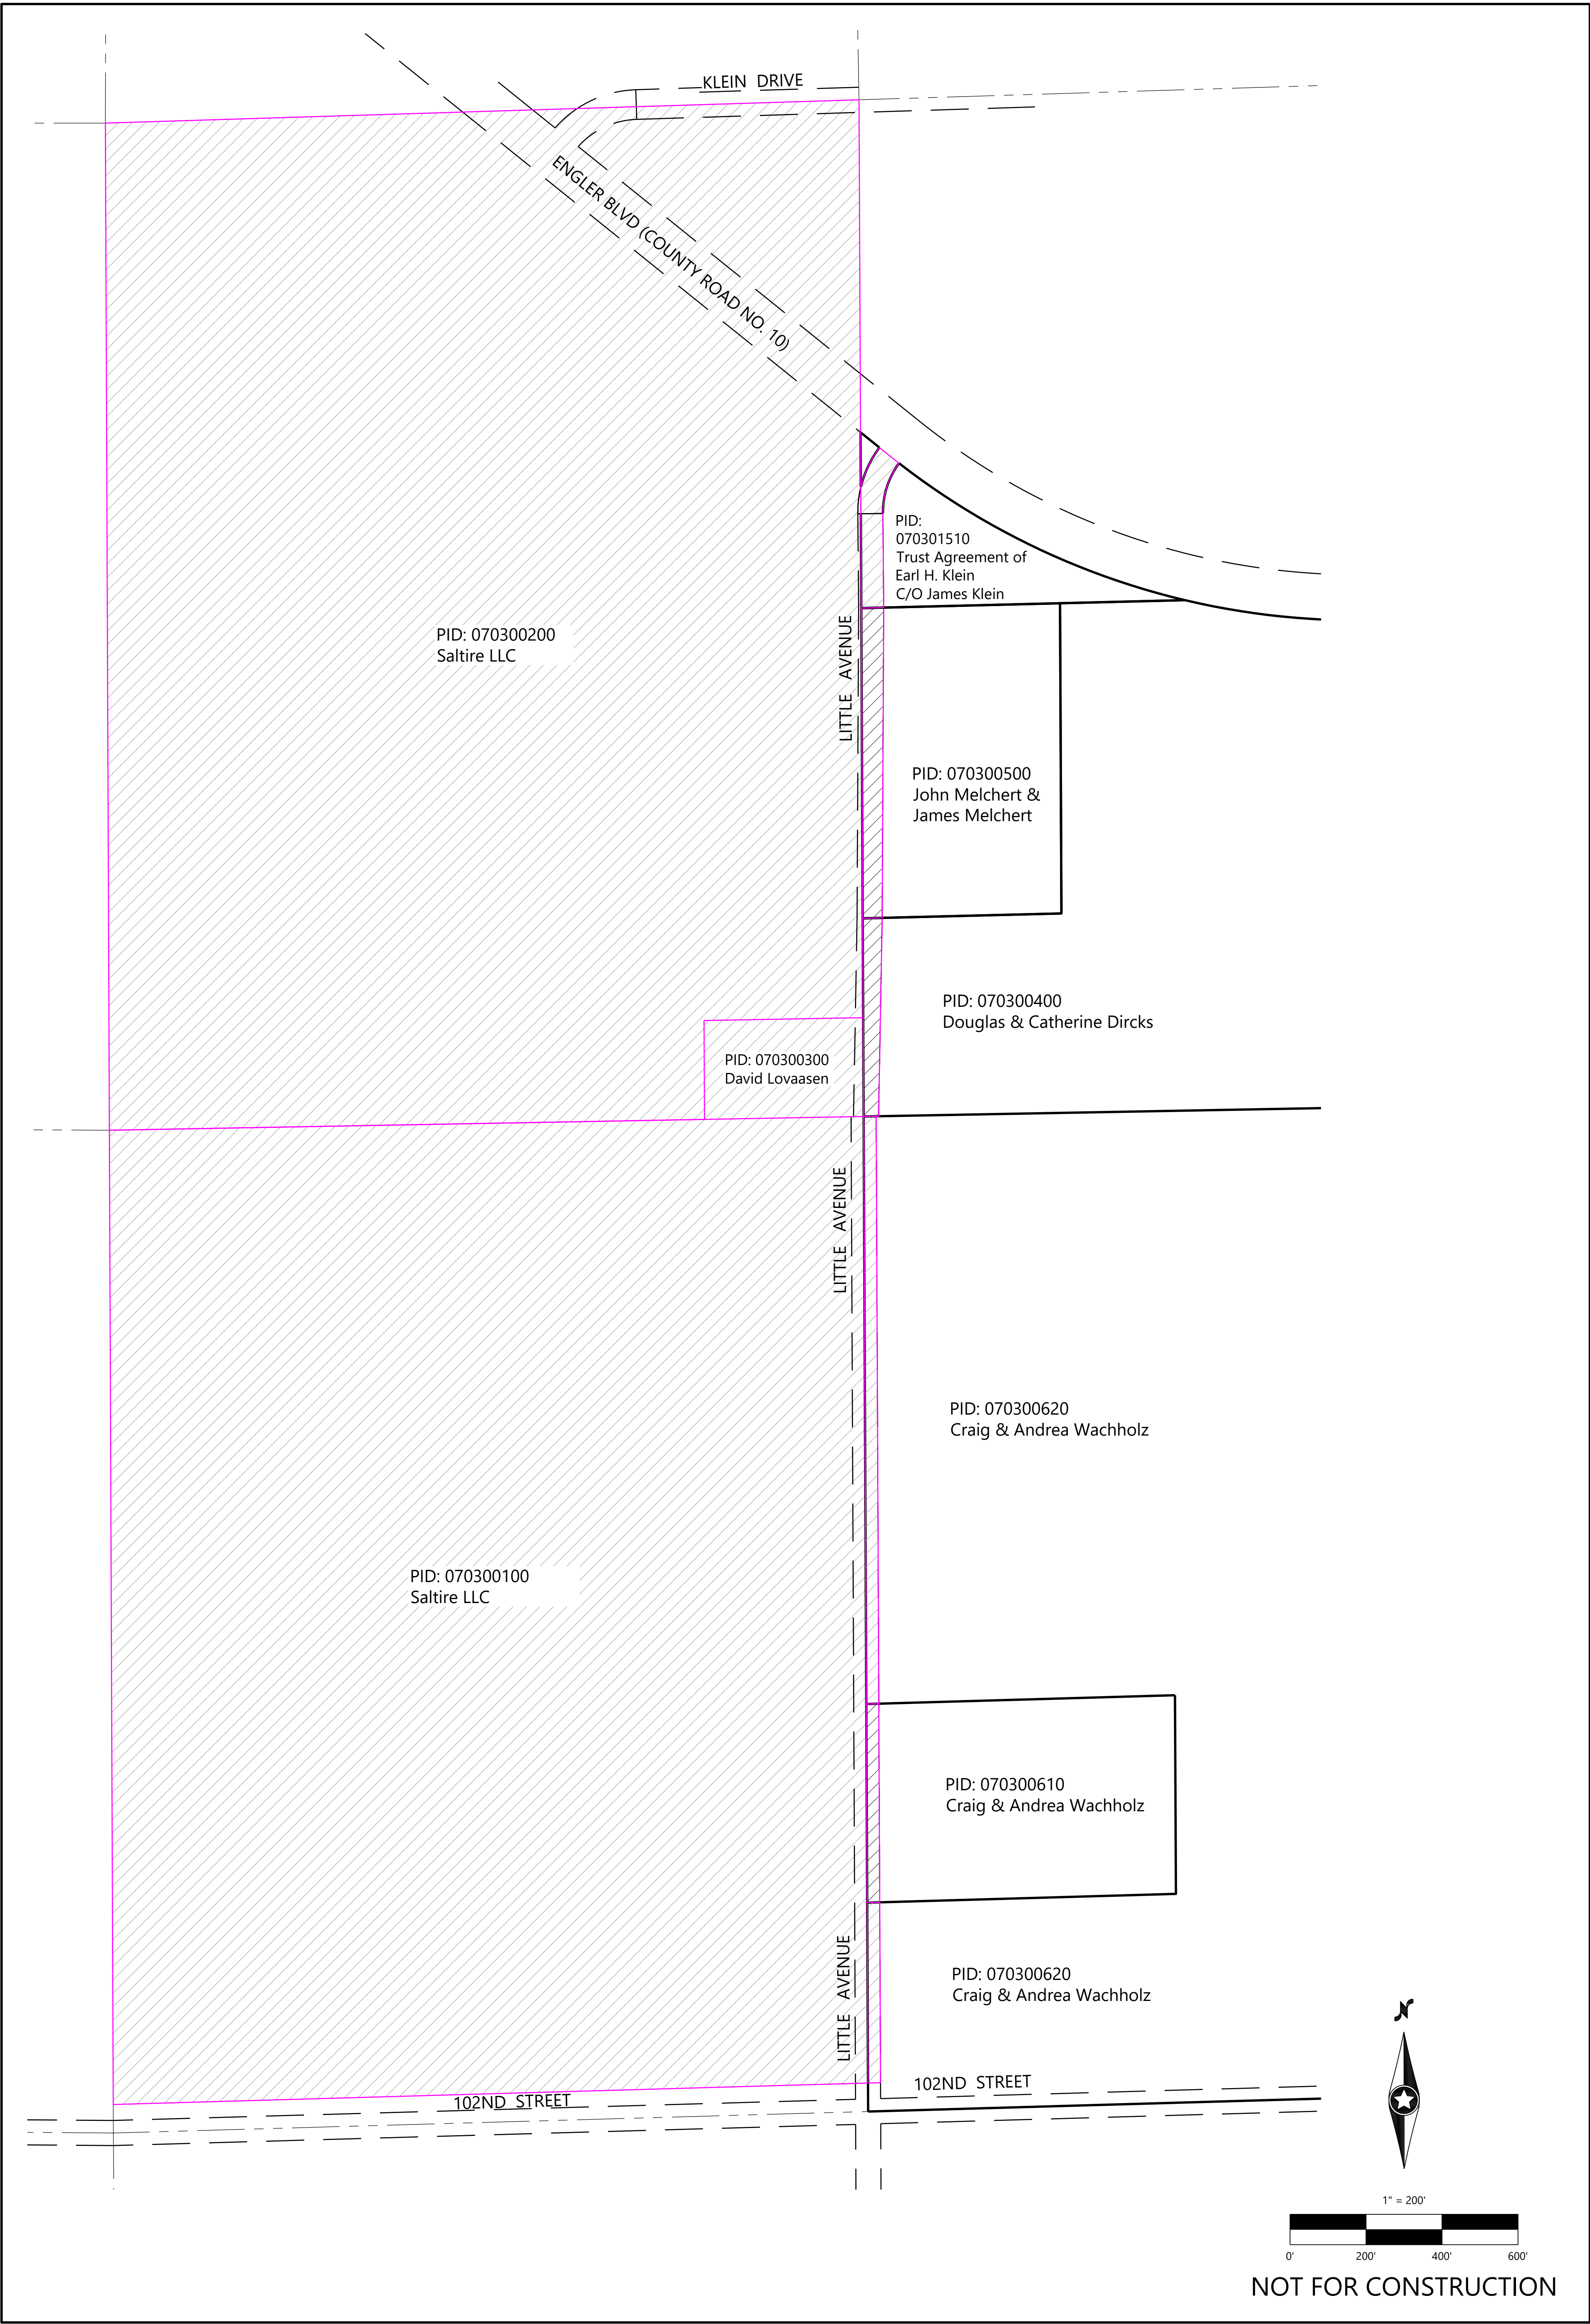 KLEIN DRIVE
ENGLER BLVD (COUNTY ROAD NO. 10)
PID:
070301510
Trust Agreement of
Earl H. Klein
C/O James Klein
PID: 070300200
Saltire LLC
LITTLE AVENUE
PID: 070300500
John Melchert &
James Melchert
PID: 070300400
Douglas & Catherine Dircks
PID: 070300300
David Lovaasen
LITTLE AVENUE
PID: 070300620
Craig & Andrea Wachholz
PID: 070300100
Saltire LLC
PID: 070300610
Craig & Andrea Wachholz
LITTLE AVENUE
PID: 070300620
Craig & Andrea Wachholz
102ND STREET
102ND STREET
N
1" = 200'
0' 200' 400' 600'
NOT FOR CONSTRUCTION